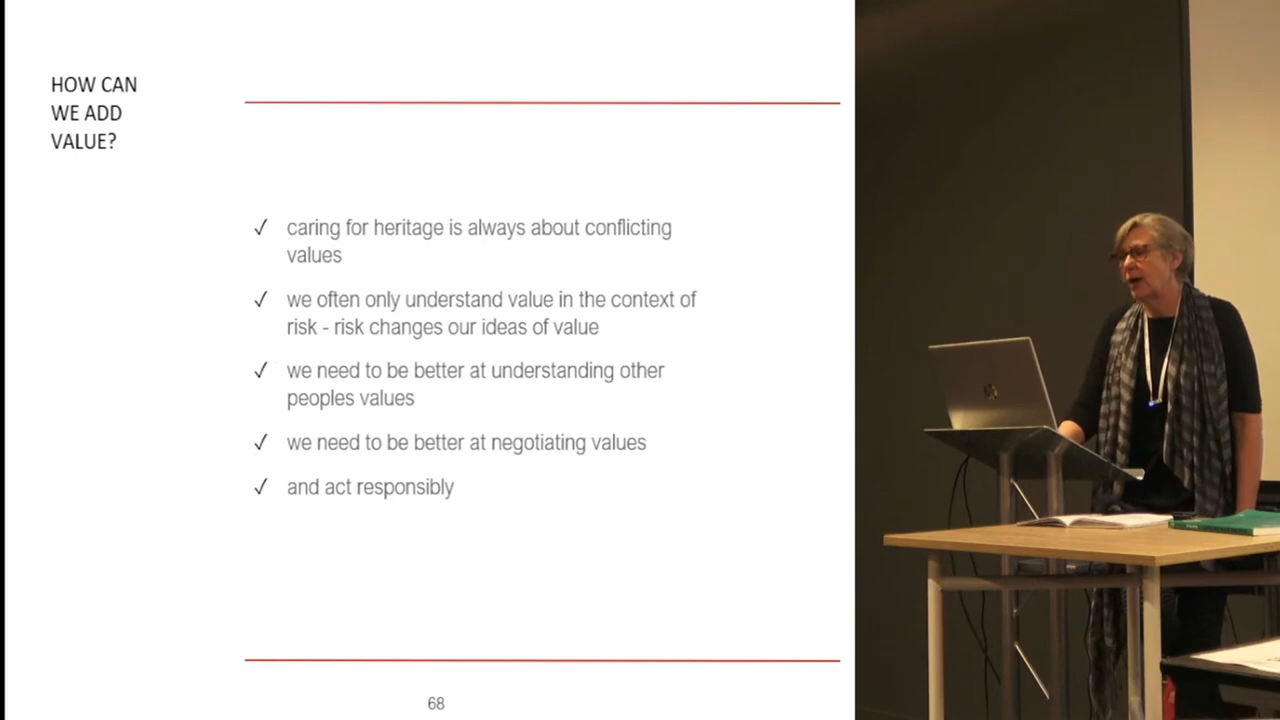 HOW CAN
WE ADD
VALUE?
✓ caring for heritage is always about conflicting
values
✓ we often only understand value in the context of
risk - risk changes our ideas of value
✓ we need to be better at understanding other
peoples values
✓ we need to be better at negotiating values
✓ and act responsibly
68
hp